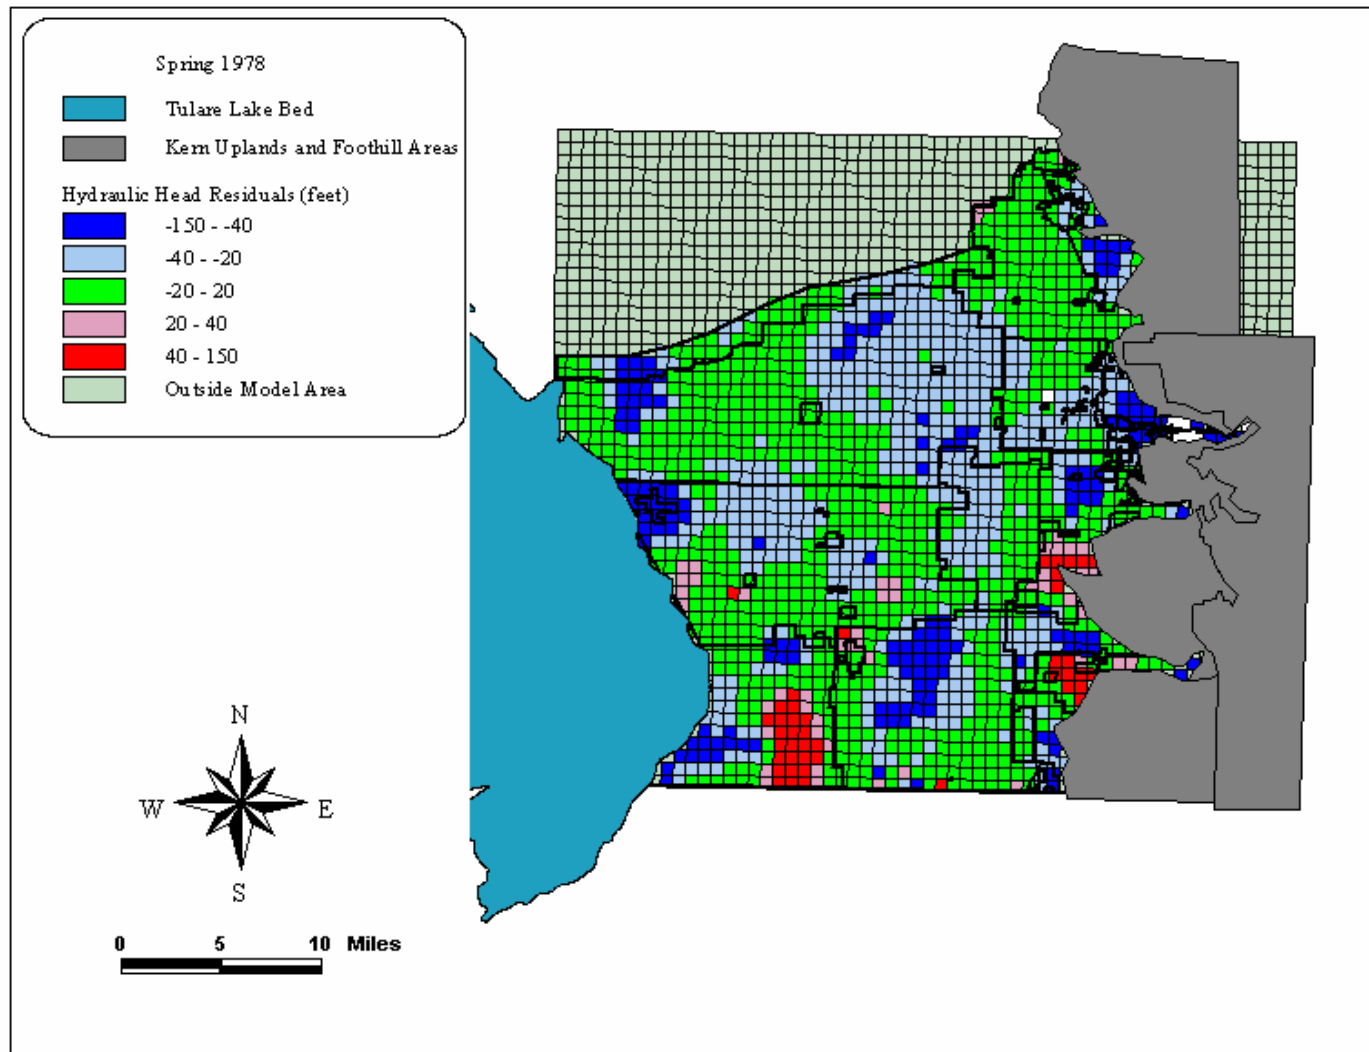 Spring 1978
Tulare Lake Bed
Kern Uplands and Foothill Areas
Hydraulic Head Residuals (feet)
-150 - -40
-40 - -20
-20 - 20
20 - 40
40 - 150
Outside Model Area
N
W E
S
0 5 10 Miles